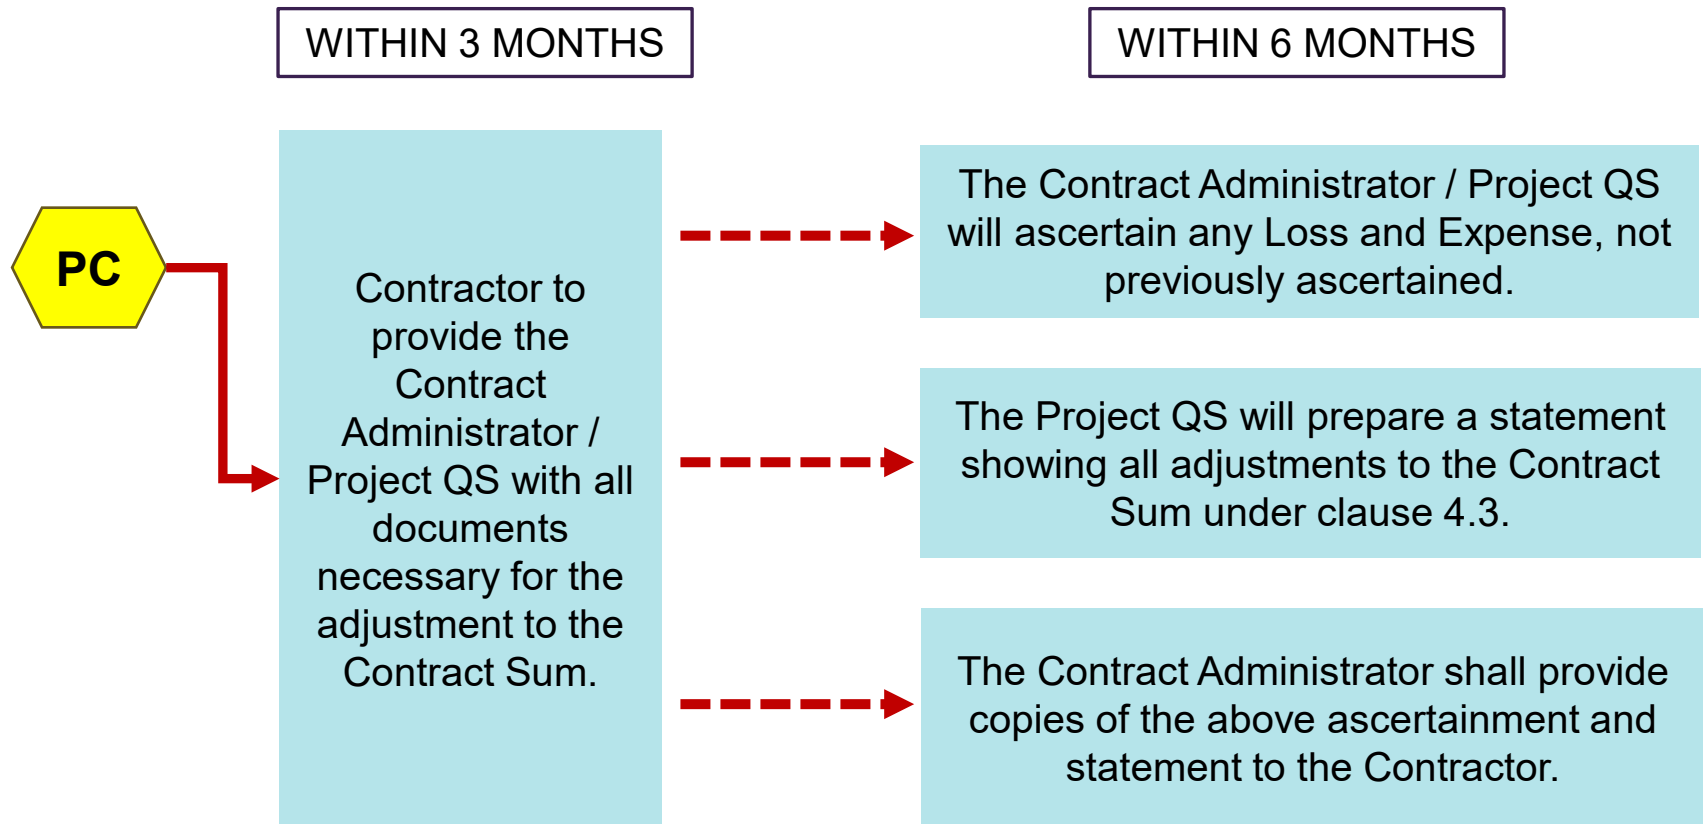 WITHIN 3 MONTHS
WITHIN 6 MONTHS
PC
Contractor to
provide the
Contract
Administrator /
Project QS with all
documents
necessary for the
adjustment to the
Contract Sum.
The Contract Administrator / Project QS
will ascertain any Loss and Expense, not
previously ascertained.
The Project QS will prepare a statement
showing all adjustments to the Contract
Sum under clause 4.3.
The Contract Administrator shall provide
copies of the above ascertainment and
statement to the Contractor.